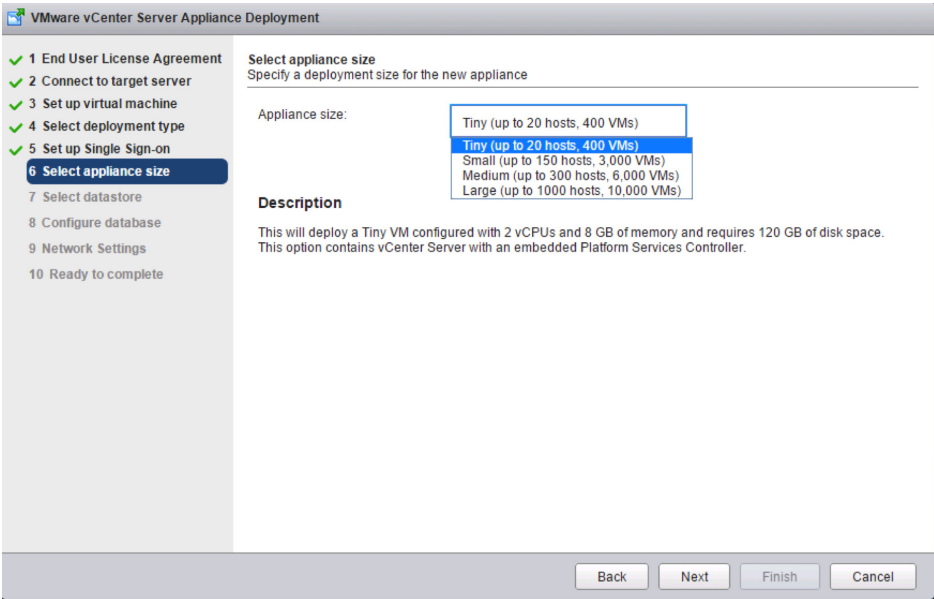 VMware vCenter Server Appliance Deployment
1 End User License Agreement
2 Connect to target server
3 Set up virtual machine
4 Select deployment type
5 Set up Single Sign-on
6 Select appliance size
7 Select datastore
8 Configure database
9 Network Settings
10 Ready to complete
Select appliance size
Specify a deployment size for the new appliance
Appliance size:
Tiny (up to 20 hosts, 400 VMs)
Tiny (up to 20 hosts, 400 VMs)
Small (up to 150 hosts, 3,000 VMs)
Medium (up to 300 hosts, 6,000 VMs)
Large (up to 1000 hosts, 10,000 VMs)
Description
This will deploy a Tiny VM configured with 2 vCPUs and 8 GB of memory and requires 120 GB of disk space.
This option contains vCenter Server with an embedded Platform Services Controller.
Back
Next
Finish
Cancel